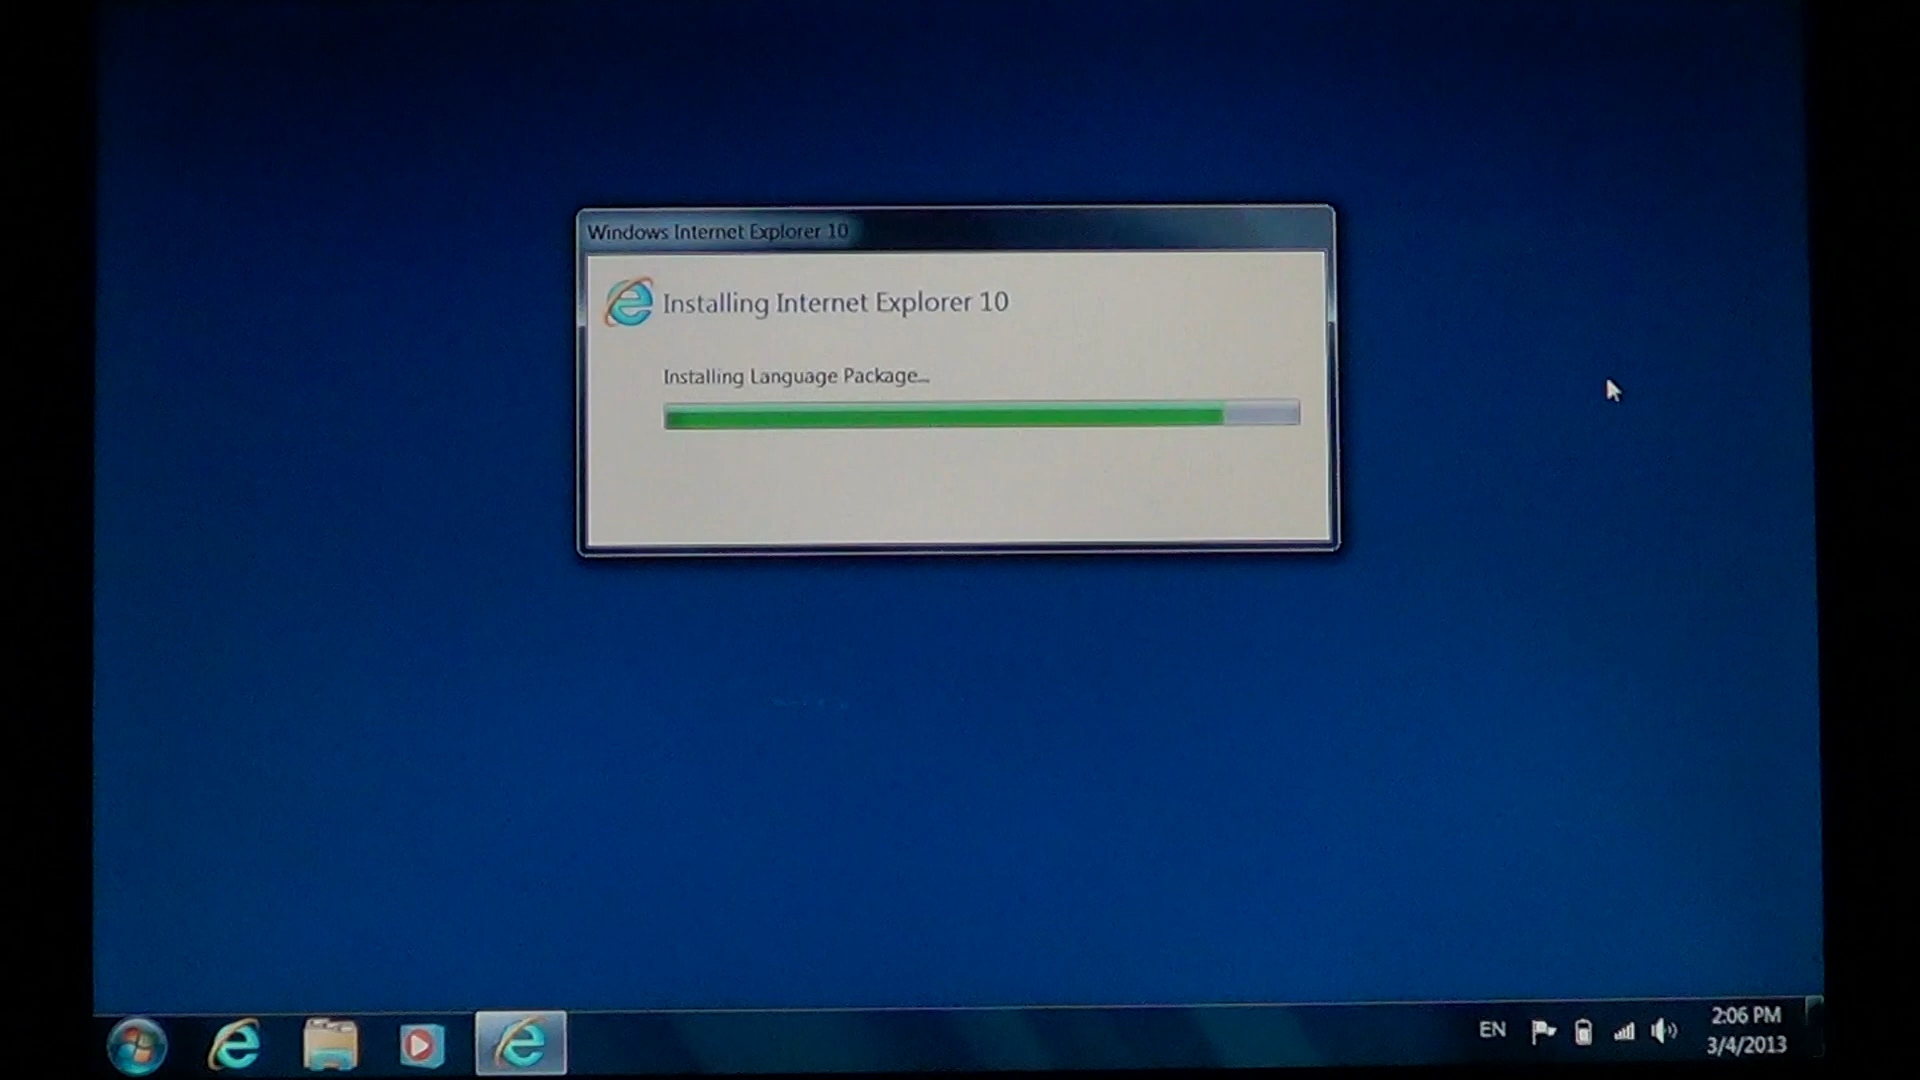 Windows Internet Explorer 10
Installing Internet Explorer 10
Installing Language Package...
EN
2:06 PM
3/4/2013